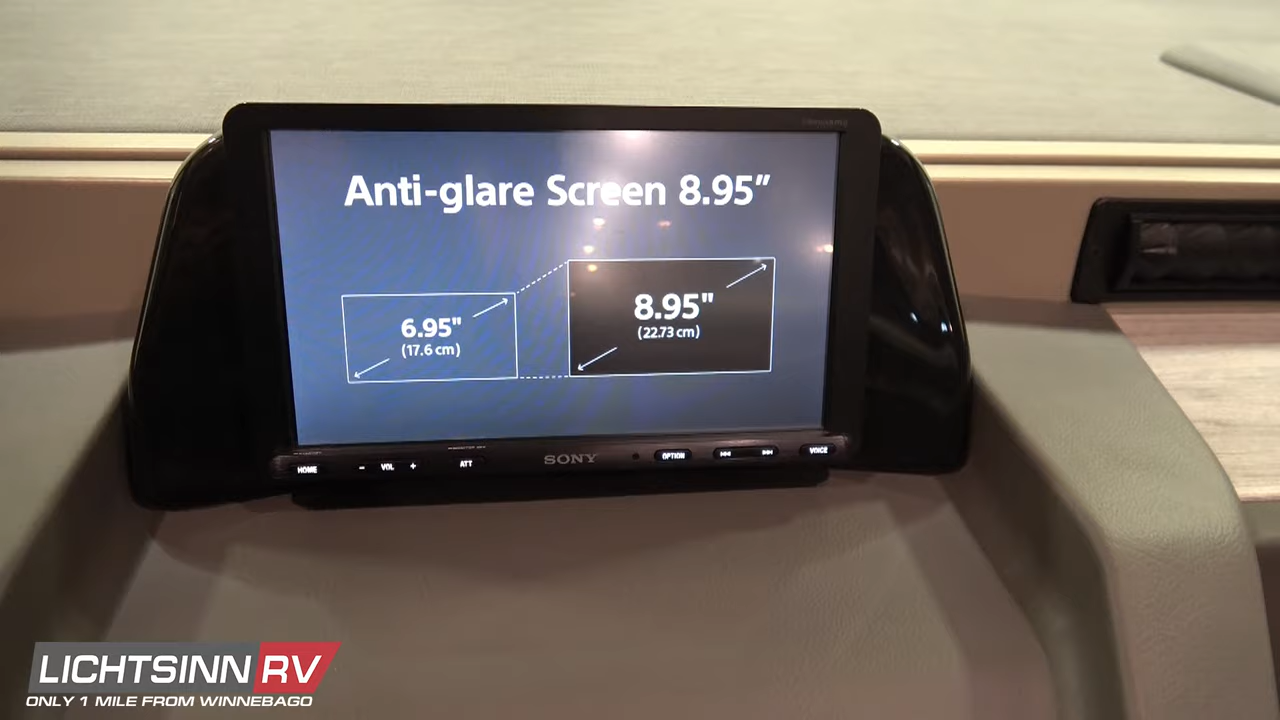 Anti-glare Screen 8.95”
6.95"
(17.6 cm)
8.95"
(22.73 cm)
HOME - VOL + ATT SONY OPTION VOICE
LICHTSINN RV
ONLY 1 MILE FROM WINNEBAGO